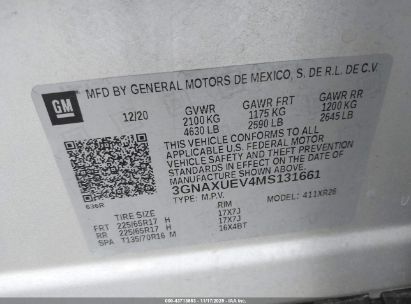 GM
MFD BY GENERAL MOTORS DE MEXICO, S. DE R.L. DE C.V.
12/20 GVWR GAWR FRT GAWR RR
2100 KG 1175 KG 1200 KG
4630 LB 2590 LB 2645 LB
THIS VEHICLE CONFORMS TO ALL
APPLICABLE U.S. FEDERAL MOTOR
VEHICLE SAFETY AND THEFT PREVENTION
STANDARDS IN EFFECT ON THE DATE OF
MANUFACTURE SHOWN ABOVE.
3GNAXUEV4MS131661
636R TYPE: M.P.V. MODEL: 411XR26
TIRE SIZE RIM
FRT 225/65R17 H 17X7J
RR 225/65R17 H 17X7J
SPA T135/70R16 M 16X4BT